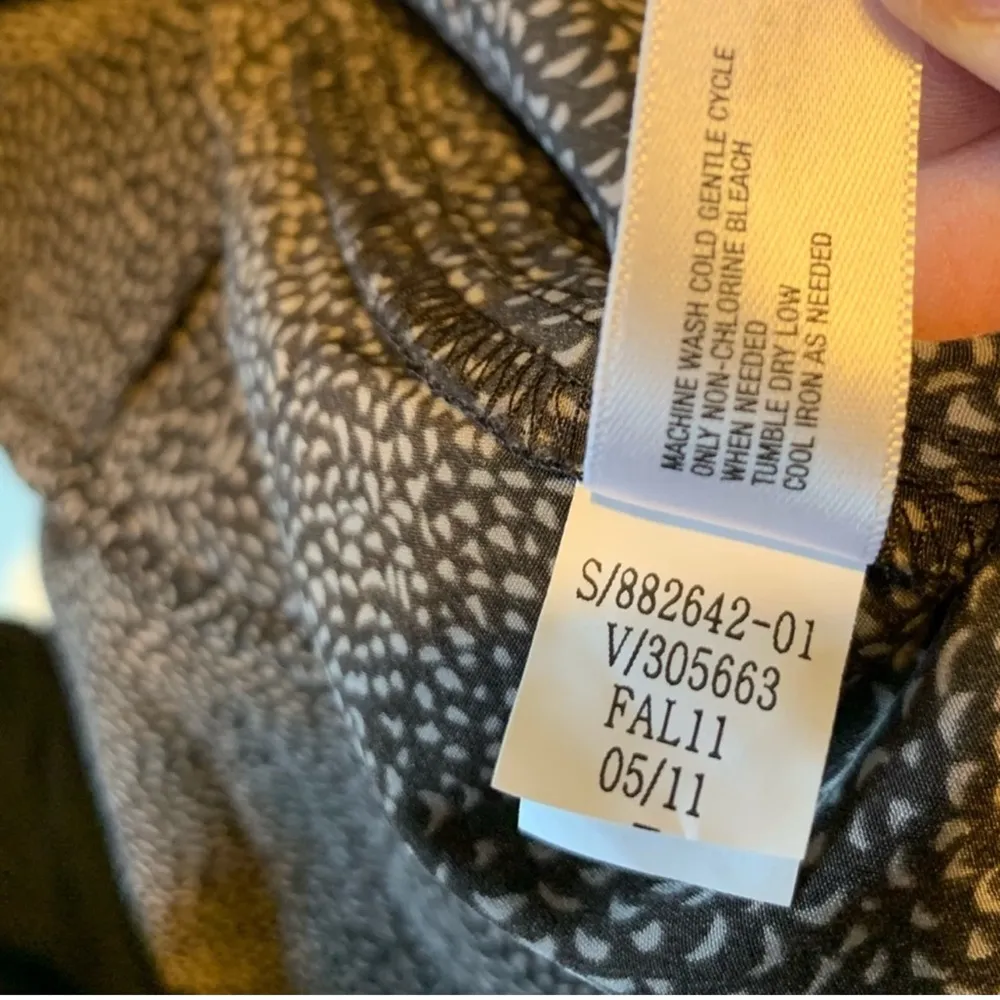 MACHINE WASH COLD GENTLE CYCLE
ONLY NON-CHLORINE BLEACH
WHEN NEEDED
TUMBLE DRY LOW
COOL IRON AS NEEDED
S/882642-01
V/305663
FAL11
05/11